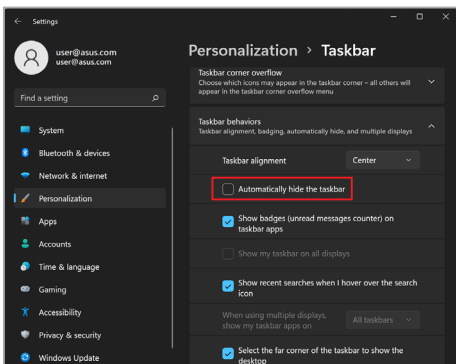 Settings
user@asus.com
user@asus.com
Find a setting
System
Bluetooth & devices
Network & internet
Personalization
Apps
Accounts
Time & language
Gaming
Accessibility
Privacy & security
Windows Update
Personalization > Taskbar
Taskbar corner overflow
Choose which icons may appear in the taskbar corner – all others will
appear in the taskbar corner overflow menu
Taskbar behaviors
Taskbar alignment, badging, automatically hide, and multiple displays
Taskbar alignment Center
Automatically hide the taskbar
Show badges (unread messages counter) on
taskbar apps
Show my taskbar on all displays
Show recent searches when I hover over the search
icon
When using multiple displays, All taskbars
show my taskbar apps on
Select the far corner of the taskbar to show the
desktop